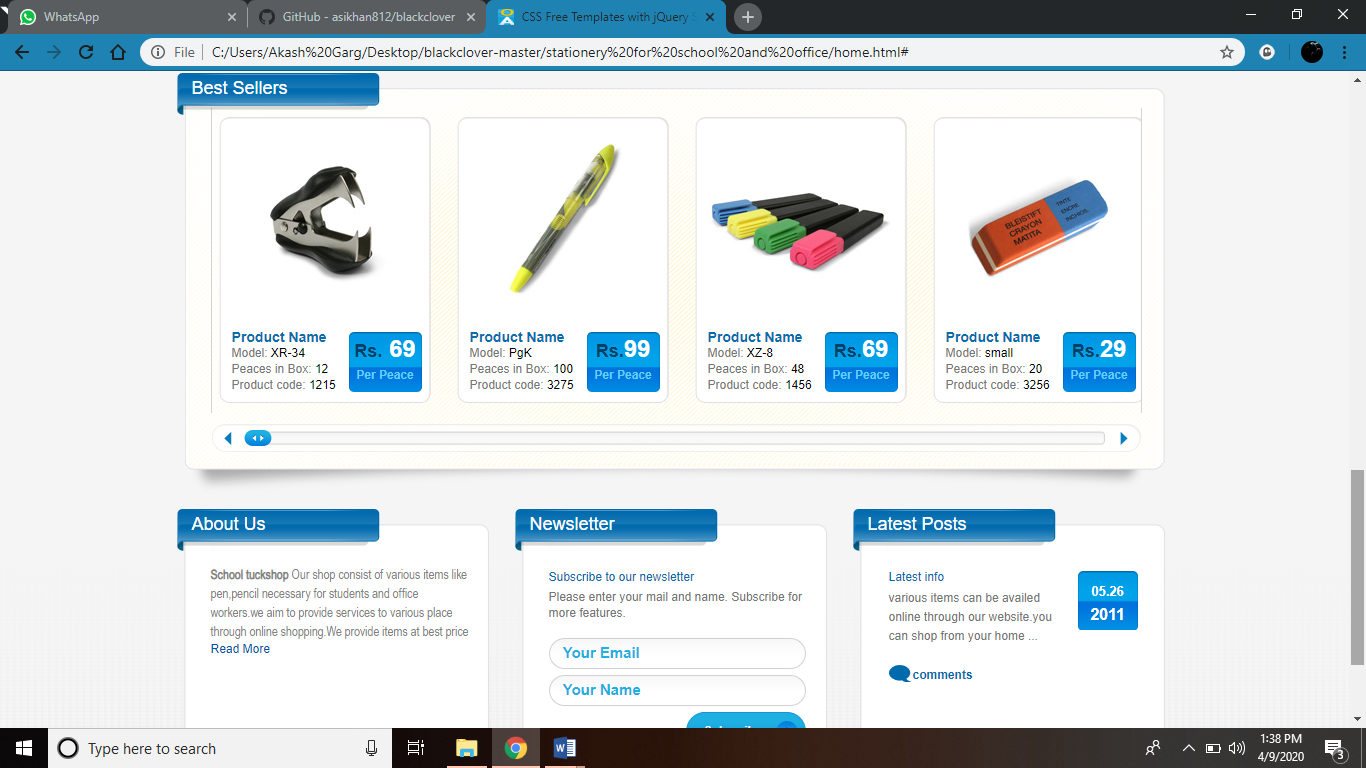 WhatsApp
GitHub - asikhan812/blackclover
CSS Free Templates with jQuery S
File
C:/Users/Akash%20Garg/Desktop/blackclover-master/stationery%20for%20school%20and%20office/home.html#
Best Sellers
BLEISTIFT
CRAYON
MATITA
TINTE
ENCRE
INCHIOS.
Product Name
Model: XR-34
Peaces in Box: 12
Product code: 1215
Rs. 69
Per Peace
Product Name
Model: PgK
Peaces in Box: 100
Product code: 3275
Rs.99
Per Peace
Product Name
Model: XZ-8
Peaces in Box: 48
Product code: 1456
Rs.69
Per Peace
Product Name
Model: small
Peaces in Box: 20
Product code: 3256
Rs.29
Per Peace
About Us
School tuckshop Our shop consist of various items like
pen,pencil necessary for students and office
workers.we aim to provide services to various place
through online shopping.We provide items at best price
Read More
Newsletter
Subscribe to our newsletter
Please enter your mail and name. Subscribe for
more features.
Your Email
Your Name
Latest Posts
Latest info
various items can be availed
online through our website.you
can shop from your home ...
05.26
2011
comments
Type here to search
1:38 PM
4/9/2020
3